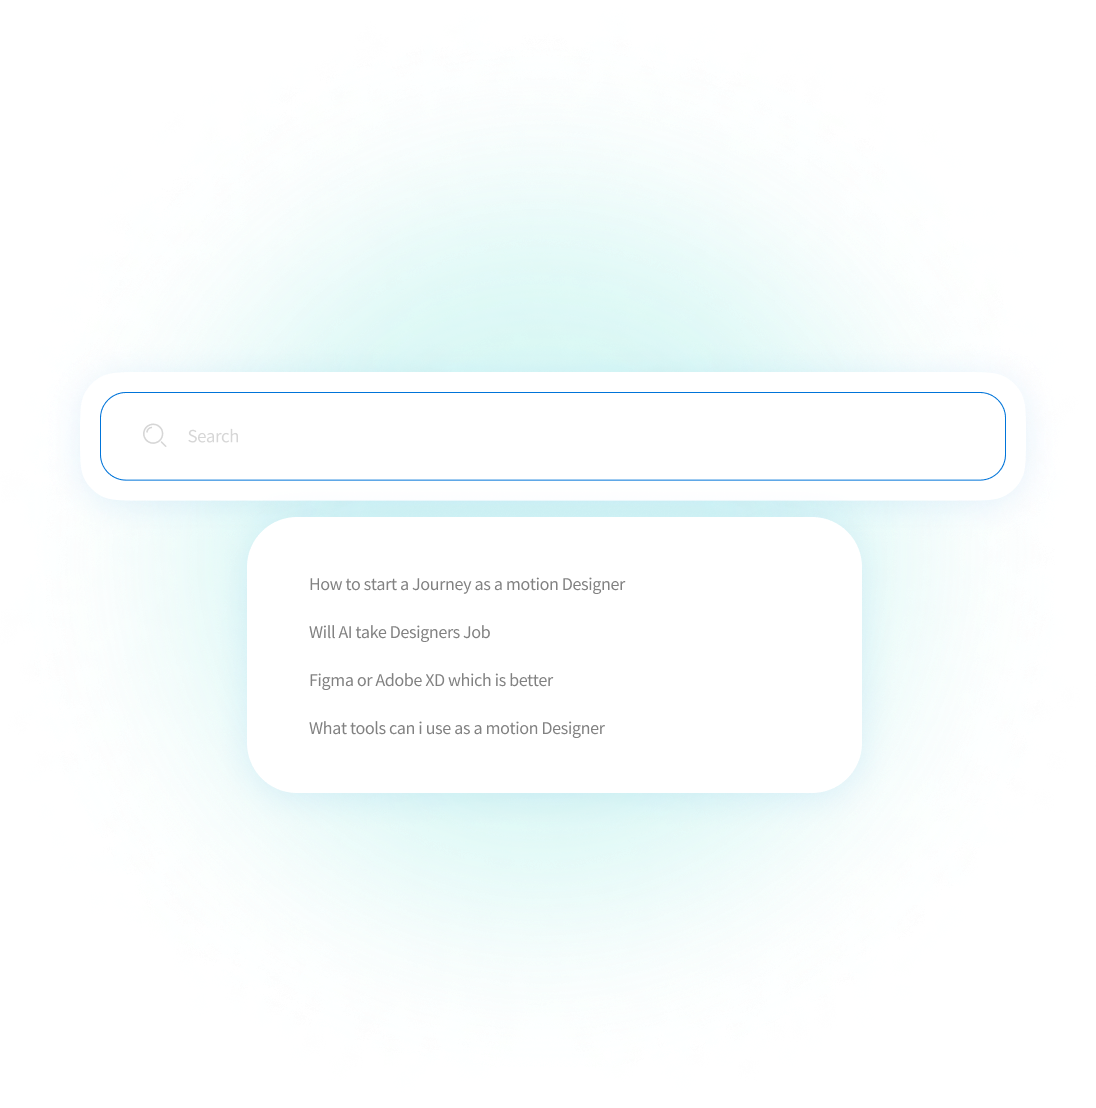 Search
How to start a Journey as a motion Designer
Will AI take Designers Job
Figma or Adobe XD which is better
What tools can i use as a motion Designer